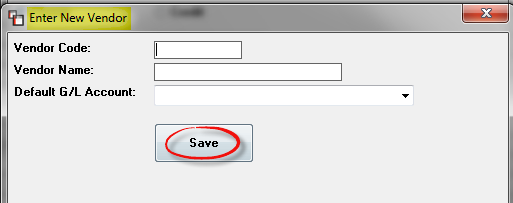 Enter New Vendor
Vendor Code:
Vendor Name:
Default G/L Account:
Save